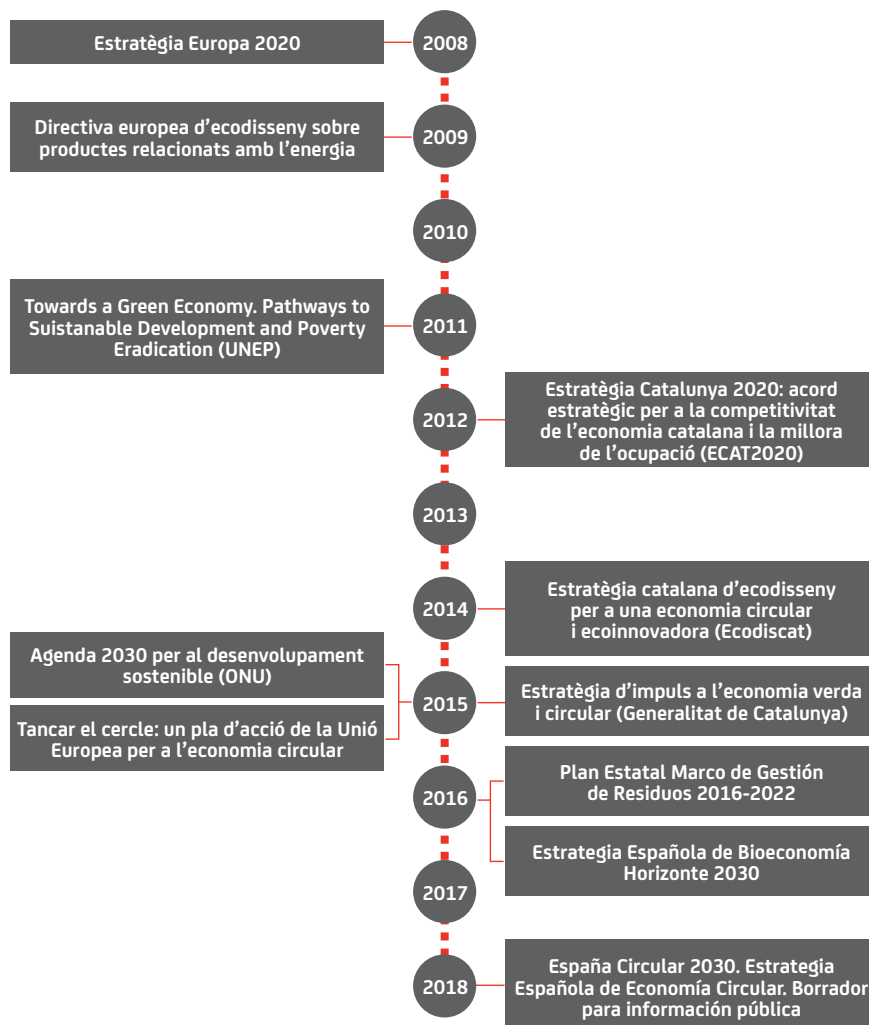 Estratègia Europa 2020
2008
Directiva europea d’ecodisseny sobre
productes relacionats amb l’energia
2009
2010
Towards a Green Economy. Pathways to
Suistanable Development and Poverty
Eradication (UNEP)
2011
2012
Estratègia Catalunya 2020: acord
estratègic per a la competitivitat
de l’economia catalana i la millora
de l’ocupació (ECAT2020)
2013
2014
Estratègia catalana d’ecodisseny
per a una economia circular
i ecoinnovadora (Ecodiscat)
Agenda 2030 per al desenvolupament
sostenible (ONU)
Tancar el cercle: un pla d’acció de la Unió
Europea per a l’economia circular
2015
Estratègia d’impuls a l’economia verda
i circular (Generalitat de Catalunya)
2016
Plan Estatal Marco de Gestión
de Residuos 2016-2022
Estrategia Española de Bioeconomía
Horizonte 2030
2017
2018
España Circular 2030. Estrategia
Española de Economía Circular. Borrador
para información pública